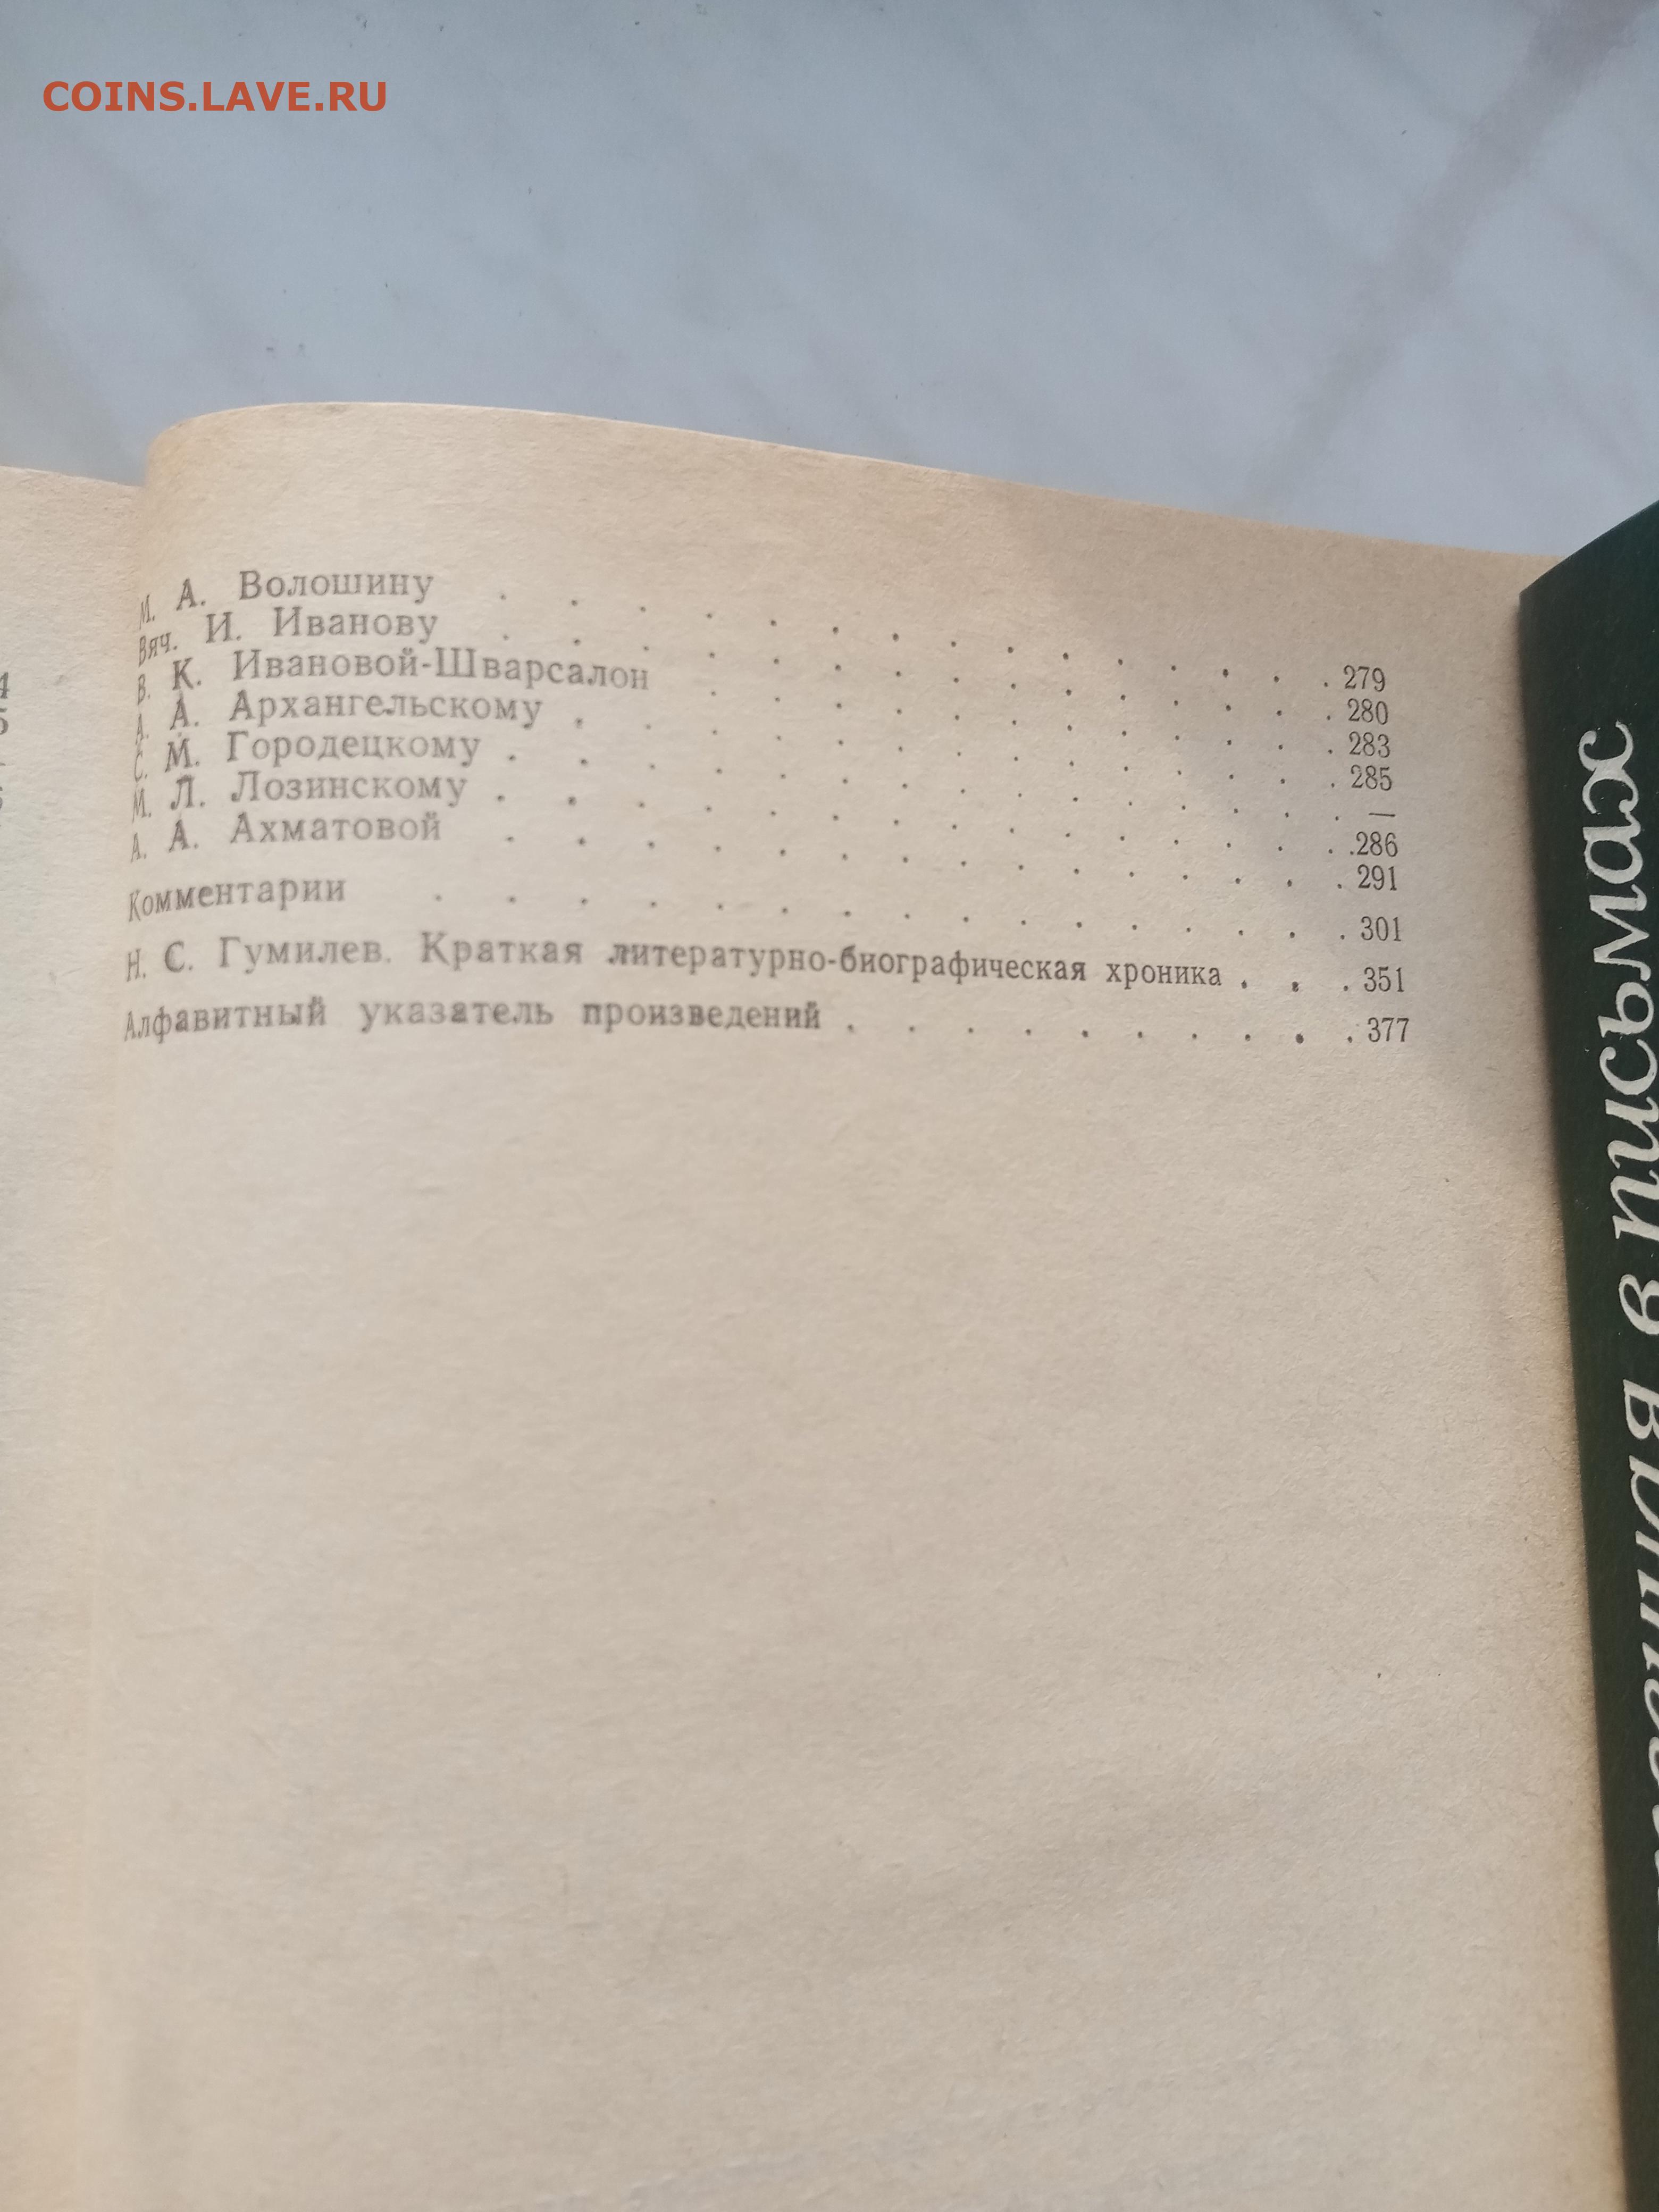 COINS.LAVE.RU
М. А. Волошину . . . . . . . . . . . . . 279
Вяч. И. Иванову . . . . . . . . . . . . . 280
В. К. Ивановой-Шварсалон . . . . . . . . . . 283
А. А. Архангельскому . . . . . . . . . . . . 285
С. М. Городецкому . . . . . . . . . . . . . —
М. Л. Лозинскому . . . . . . . . . . . . . 286
А. А. Ахматовой . . . . . . . . . . . . . 291
Комментарии . . . . . . . . . . . . . . 301
Н. С. Гумилев. Краткая литературно-биографическая хроника . . . 351
Алфавитный указатель произведений . . . . . . . . . 377
в письмах